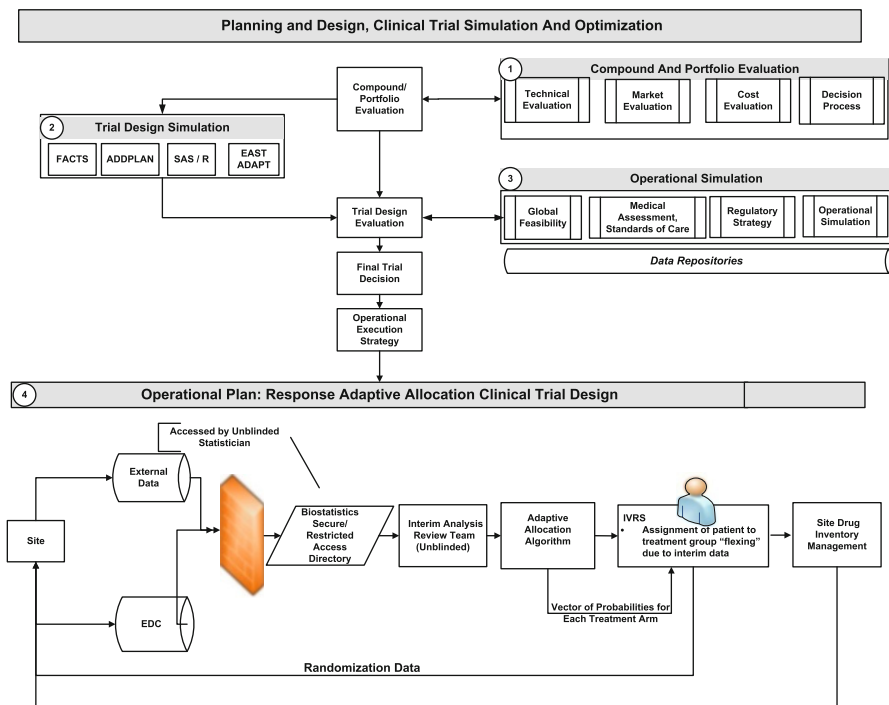 Planning and Design, Clinical Trial Simulation And Optimization
1
Compound And Portfolio Evaluation
Technical
Evaluation
Market
Evaluation
Cost
Evaluation
Decision
Process
Compound/
Portfolio
Evaluation
2
Trial Design Simulation
FACTS
ADDPLAN
SAS / R
EAST
ADAPT
3
Operational Simulation
Global
Feasibility
Medical
Assessment,
Standards of Care
Regulatory
Strategy
Operational
Simulation
Data Repositories
Trial Design
Evaluation
Final Trial
Decision
Operational
Execution
Strategy
4
Operational Plan: Response Adaptive Allocation Clinical Trial Design
Accessed by Unblinded
Statistician
External
Data
Site
EDC
Biostatistics
Secure/
Restricted
Access
Directory
Interim Analysis
Review Team
(Unblinded)
Adaptive
Allocation
Algorithm
IVRS
• Assignment of patient to
treatment group “flexing”
due to interim data
Site Drug
Inventory
Management
Vector of Probabilities for
Each Treatment Arm
Randomization Data